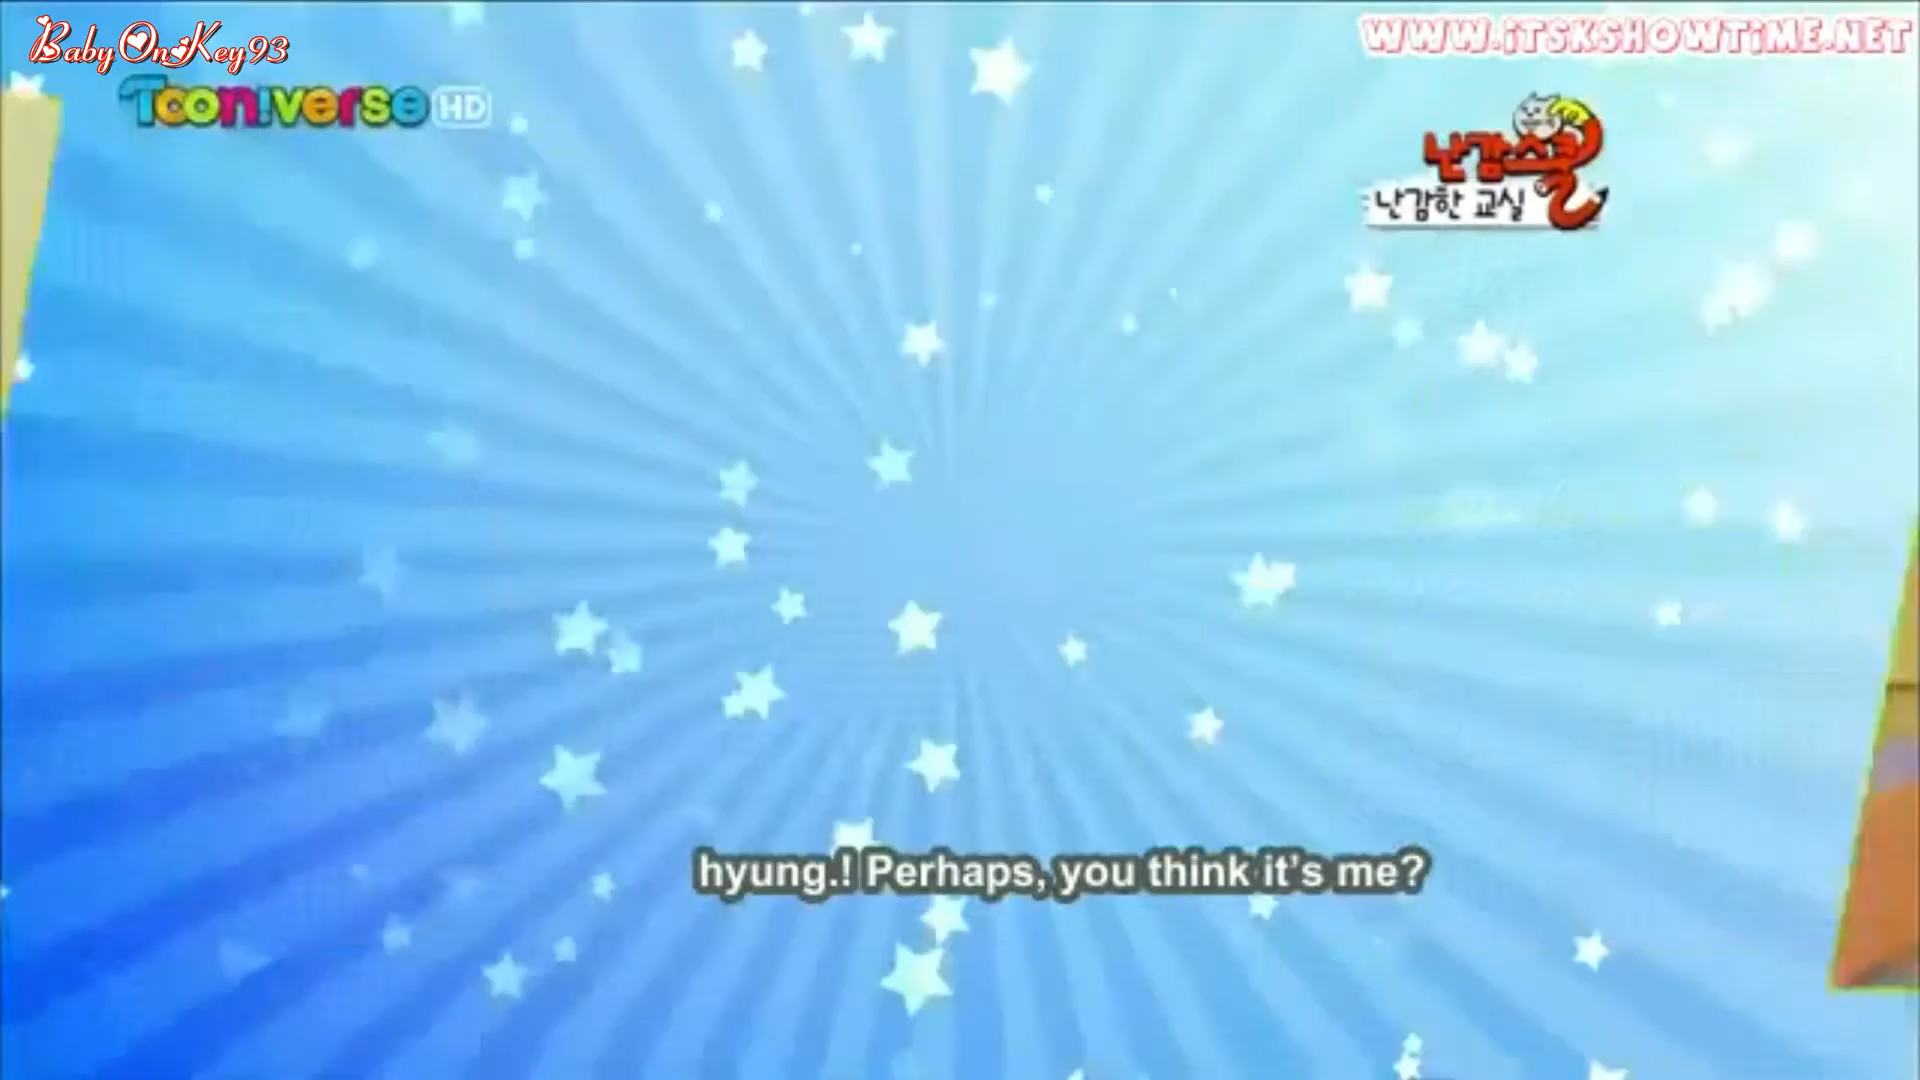 BabyOnKey93
WWW.iTSKSHOWTiME.NET
Tooniverse HD
난감스쿨
난감한 교실
hyung.! Perhaps, you think it's me?